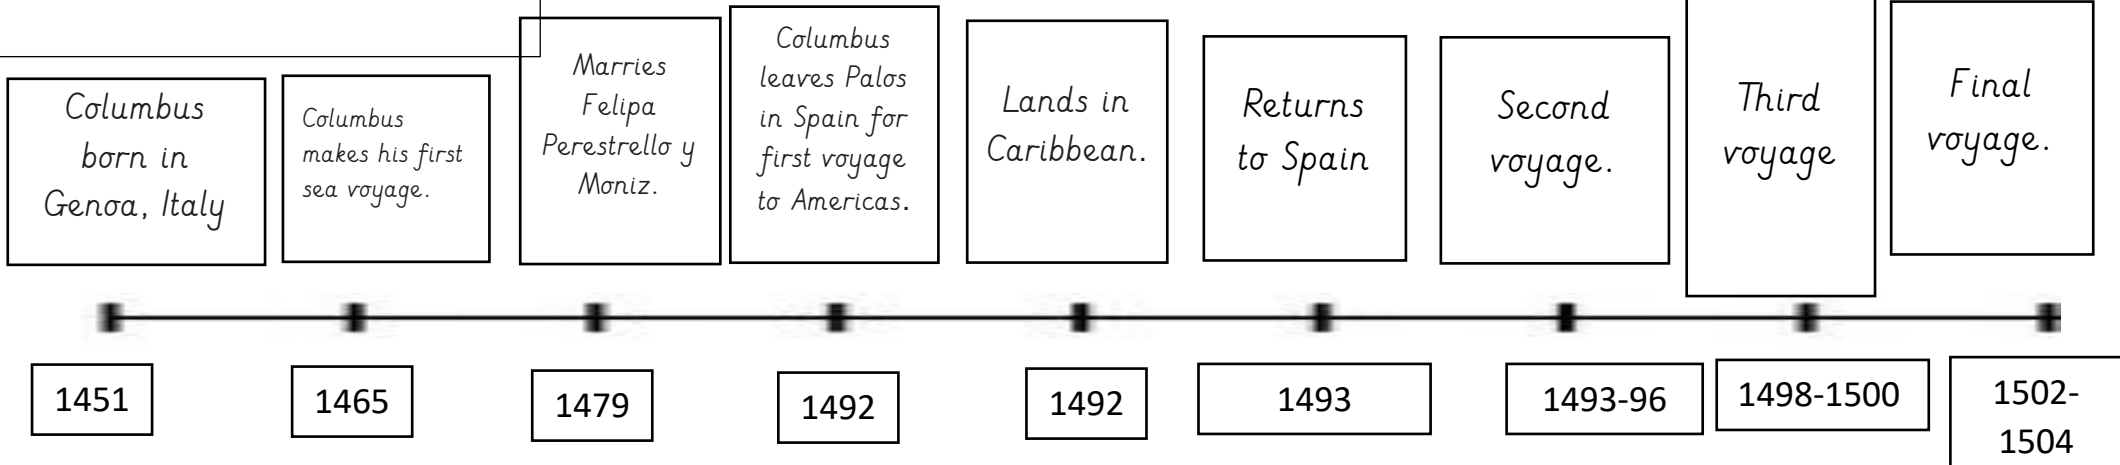 Columbus
born in
Genoa, Italy
Columbus
makes his first
sea voyage.
Marries
Felipa
Perestrello y
Moniz.
Columbus
leaves Palos
in Spain for
first voyage
to Americas.
Lands in
Caribbean.
Returns
to Spain
Second
voyage.
Third
voyage
Final
voyage.
1451
1465
1479
1492
1492
1493
1493-96
1498-1500
1502-
1504